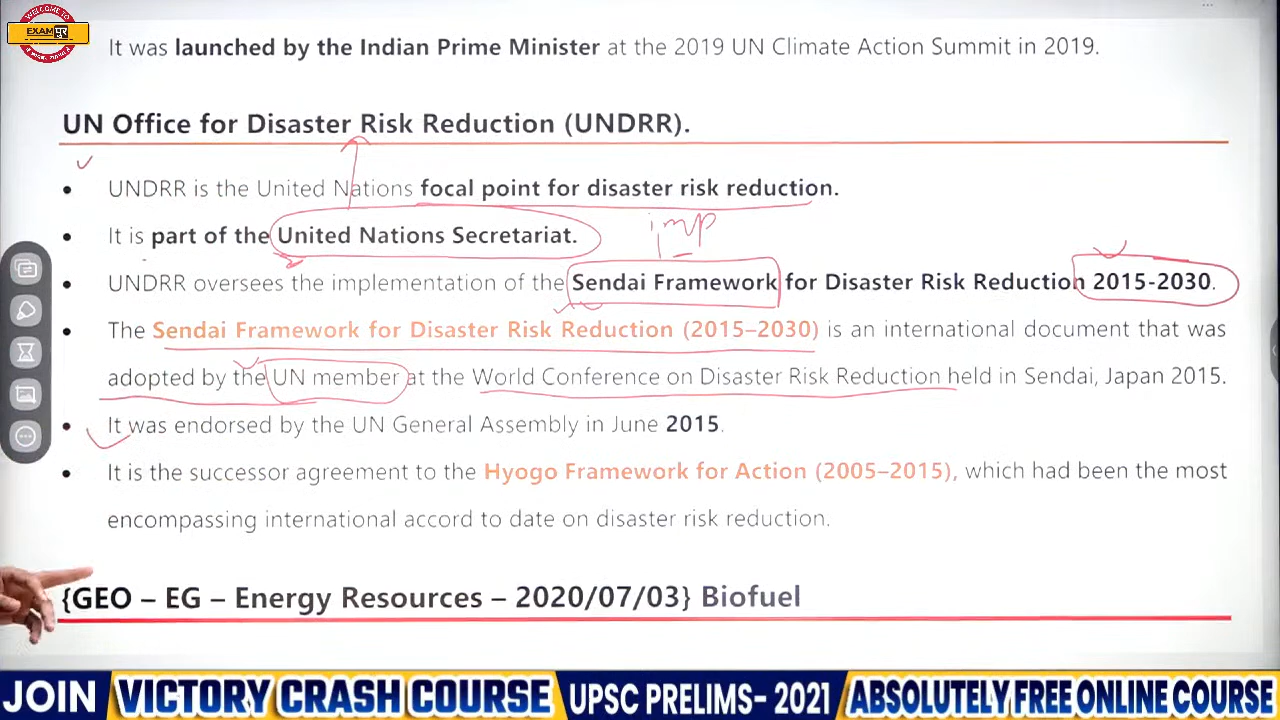 WELCOME TO
EXAMपुर
It was launched by the Indian Prime Minister at the 2019 UN Climate Action Summit in 2019.
UN Office for Disaster Risk Reduction (UNDRR).
• UNDRR is the United Nations focal point for disaster risk reduction.
imp
• It is part of the United Nations Secretariat.
• UNDRR oversees the implementation of the Sendai Framework for Disaster Risk Reduction 2015-2030.
• The Sendai Framework for Disaster Risk Reduction (2015–2030) is an international document that was
adopted by the UN member at the World Conference on Disaster Risk Reduction held in Sendai, Japan 2015.
• It was endorsed by the UN General Assembly in June 2015.
• It is the successor agreement to the Hyogo Framework for Action (2005–2015), which had been the most
encompassing international accord to date on disaster risk reduction.
{GEO – EG – Energy Resources – 2020/07/03} Biofuel
JOIN VICTORY CRASH COURSE UPSC PRELIMS- 2021 ABSOLUTELY FREE ONLINE COURSE